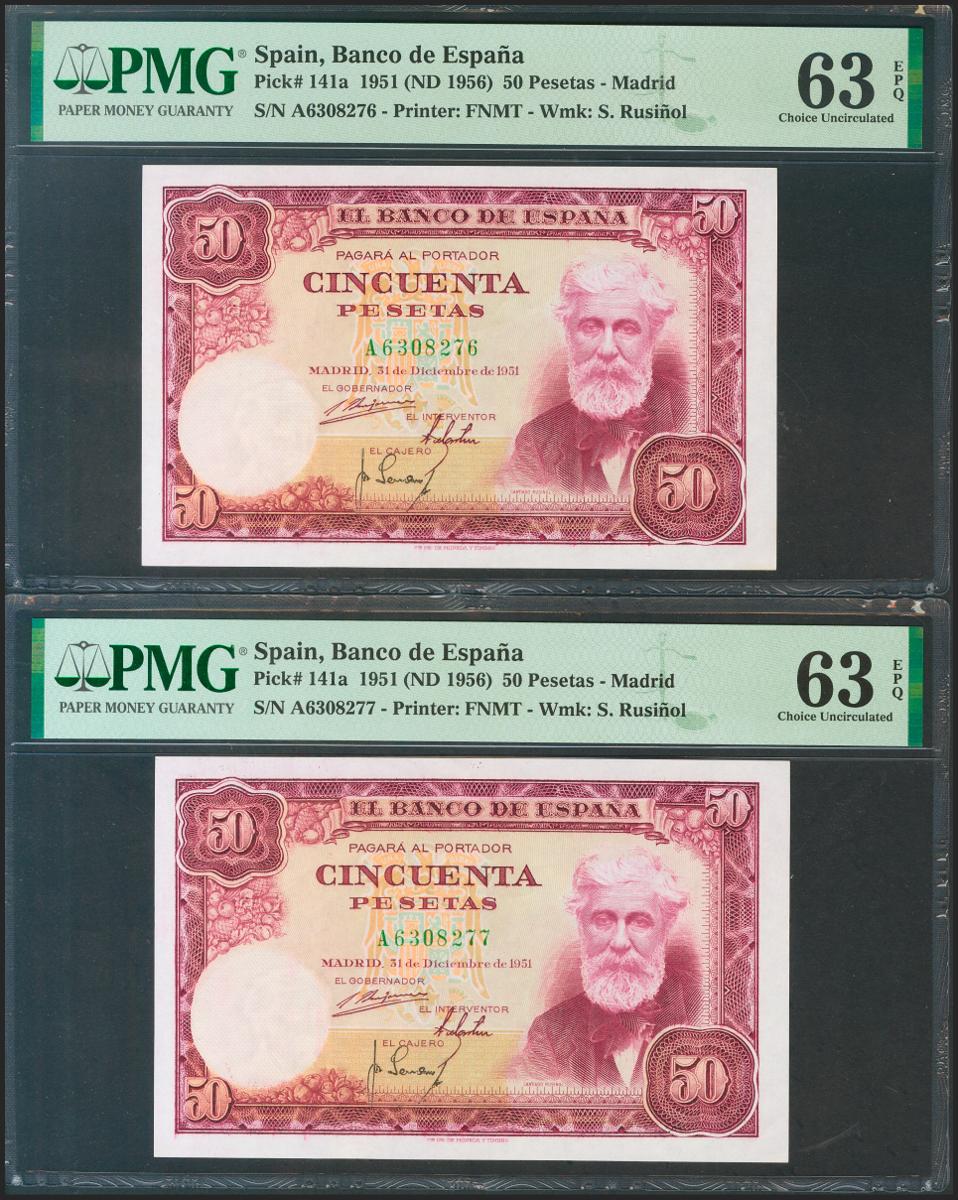 PMG®
PAPER MONEY GUARANTY
Spain, Banco de España
Pick# 141a 1951 (ND 1956) 50 Pesetas - Madrid
S/N A6308276 - Printer: FNMT - Wmk: S. Rusiñol
63 EPQ
Choice Uncirculated
50
EL BANCO DE ESPAÑA
50
PAGARÁ AL PORTADOR
CINCUENTA
PESETAS
A6308276
MADRID, 31 de Diciembre de 1951
EL GOBERNADOR
EL INTERVENTOR
EL CAJERO
50
50
PMG®
PAPER MONEY GUARANTY
Spain, Banco de España
Pick# 141a 1951 (ND 1956) 50 Pesetas - Madrid
S/N A6308277 - Printer: FNMT - Wmk: S. Rusiñol
63 EPQ
Choice Uncirculated
50
EL BANCO DE ESPAÑA
50
PAGARÁ AL PORTADOR
CINCUENTA
PESETAS
A6308277
MADRID, 31 de Diciembre de 1951
EL GOBERNADOR
EL INTERVENTOR
EL CAJERO
50
50